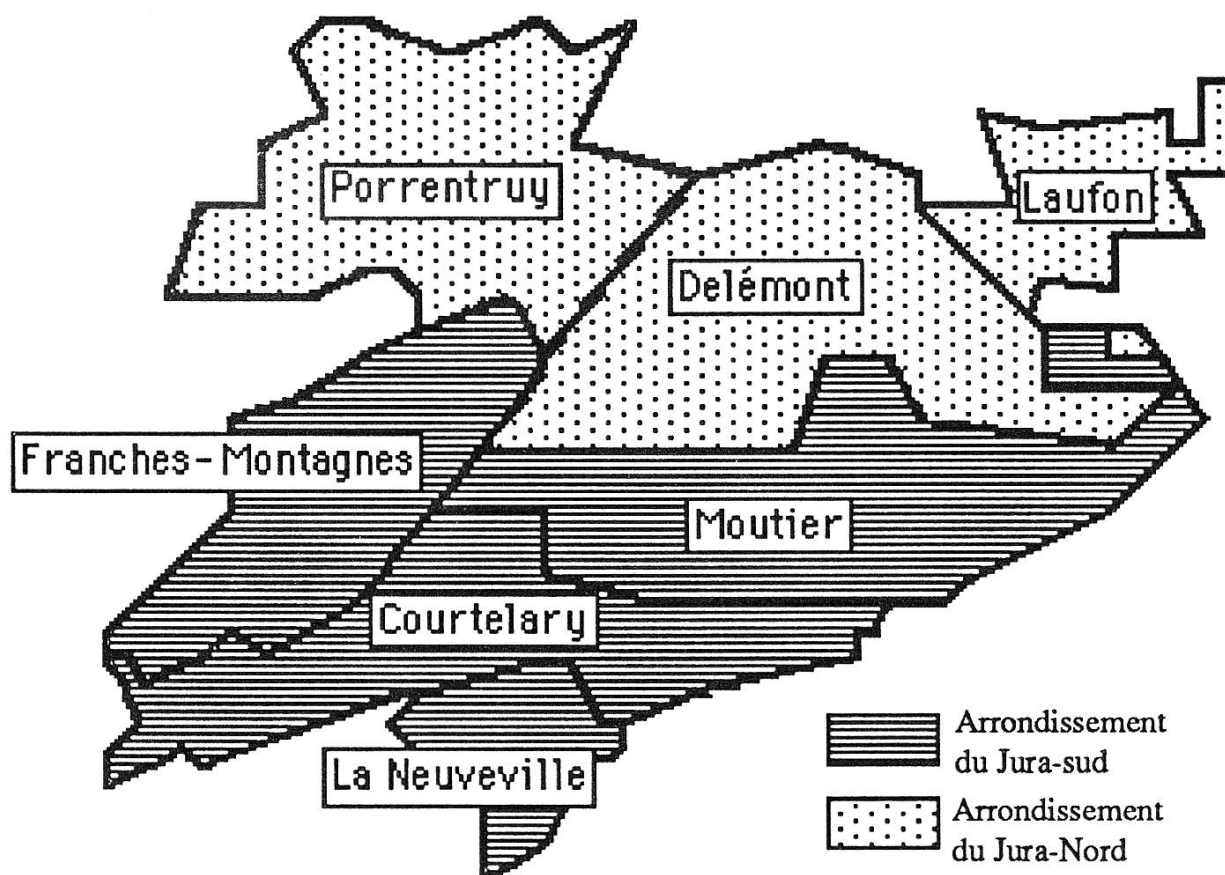 Porrentruy
Laufon
Delémont
Franches-Montagnes
Moutier
Courtelary
La Neuveville
Arrondissement
du Jura-sud
Arrondissement
du Jura-Nord